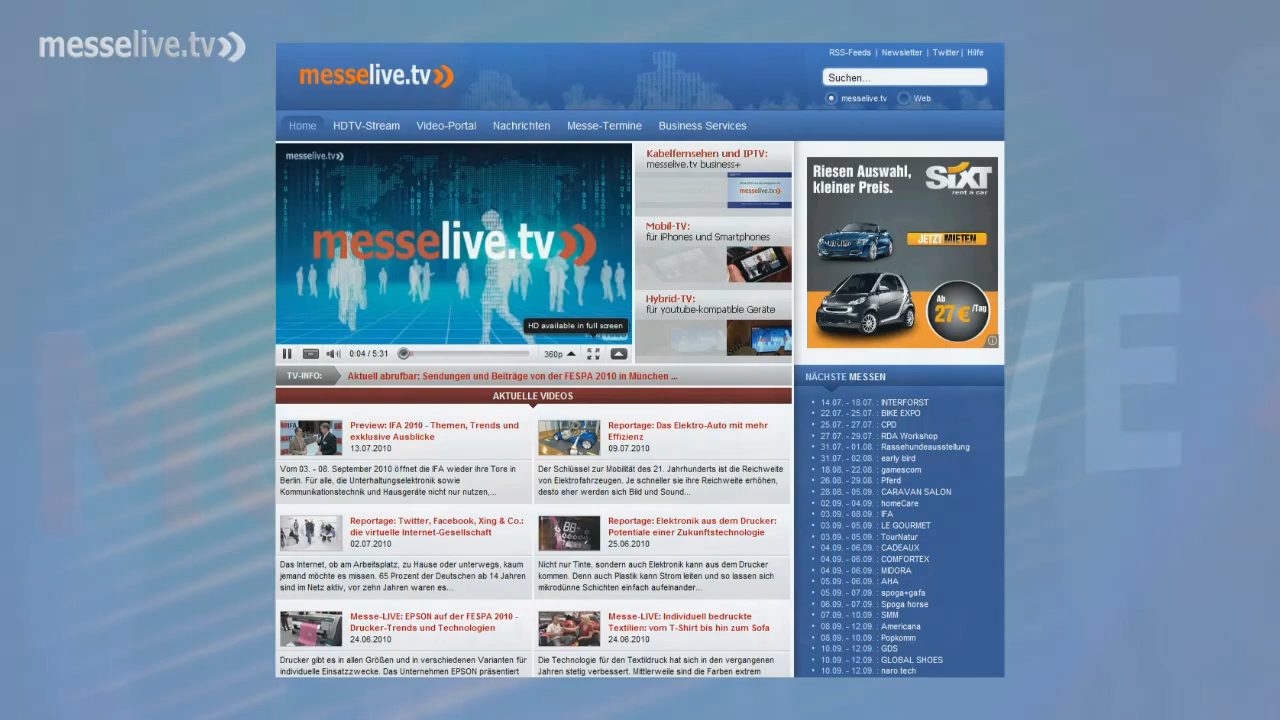 messelive.tv
messelive.tv
RSS-Feeds | Newsletter | Twitter | Hilfe
Suchen...
messelive.tv Web
Home HDTV-Stream Video-Portal Nachrichten Messe-Termine Business Services
messelive.tv
messelive.tv
HD available in full screen
0:04 / 5:31 360p
Kabelfernsehen und IPTV:
messelive.tv business+
messelive.tv
Mobil-TV:
für iPhones und Smartphones
Hybrid-TV:
für youtube-kompatible Geräte
Riesen Auswahl,
kleiner Preis.
SIXT
rent a car
JETZT MIETEN
Ab
27 € /Tag
TV-INFO: Aktuell abrufbar: Sendungen und Beiträge von der FESPA 2010 in München ...
AKTUELLE VIDEOS
Preview: IFA 2010 - Themen, Trends und
exklusive Ausblicke
13.07.2010
Vom 03. - 08. September 2010 öffnet die IFA wieder ihre Tore in
Berlin. Für alle, die Unterhaltungselektronik sowie
Kommunikationstechnik und Hausgeräte nicht nur nutzen,...
Reportage: Das Elektro-Auto mit mehr
Effizienz
09.07.2010
Der Schlüssel zur Mobilität des 21. Jahrhunderts ist die Reichweite
von Elektrofahrzeugen. Je schneller sie ihre Reichweite erhöhen,
desto eher werden sich Bild und Sound...
Reportage: Twitter, Facebook, Xing & Co.:
die virtuelle Internet-Gesellschaft
02.07.2010
Das Internet, ob am Arbeitsplatz, zu Hause oder unterwegs, kaum
jemand möchte es missen. 65 Prozent der Deutschen ab 14 Jahren
sind im Netz aktiv, vor zehn Jahren waren es...
Reportage: Elektronik aus dem Drucker:
Potentiale einer Zukunftstechnologie
25.06.2010
Nicht nur Tinte, sondern auch Elektronik kann aus dem Drucker
kommen. Denn auch Plastik kann Strom leiten und so lassen sich
mikrodünne Schichten einfach aufeinander...
Messe-LIVE: EPSON auf der FESPA 2010 -
Drucker-Trends und Technologien
24.06.2010
Drucker gibt es in allen Größen und in verschiedenen Varianten für
individuelle Einsatzzwecke. Das Unternehmen EPSON präsentiert
Messe-LIVE: Individuell bedruckte
Textilien: vom T-Shirt bis hin zum Sofa
24.06.2010
Die Technologie für den Textildruck hat sich in den vergangenen
Jahren stetig verbessert. Mittlerweile sind die Farben extrem
NÄCHSTE MESSEN
14.07. - 18.07. : INTERFORST
22.07. - 25.07. : BIKE EXPO
25.07. - 27.07. : CPD
27.07. - 29.07. : RDA Workshop
31.07. - 01.08. : Rassehundeausstellung
31.07. - 02.08. : early bird
18.08. - 22.08. : gamescom
26.08. - 29.08. : Pferd
28.08. - 05.09. : CARAVAN SALON
02.09. - 04.09. : homeCare
03.09. - 08.09. : IFA
03.09. - 05.09. : LE GOURMET
03.09. - 05.09. : TourNatur
04.09. - 06.09. : CADEAUX
04.09. - 06.09. : COMFORTEX
04.09. - 06.09. : MIDORA
05.09. - 06.09. : AHA
05.09. - 07.09. : spoga+gafa
06.09. - 07.09. : Spoga horse
07.09. - 10.09. : SMM
08.09. - 12.09. : Americana
08.09. - 10.09. : Popkomm
10.09. - 12.09. : GDS
10.09. - 12.09. : GLOBAL SHOES
10.09. - 12.09. : naro.tech